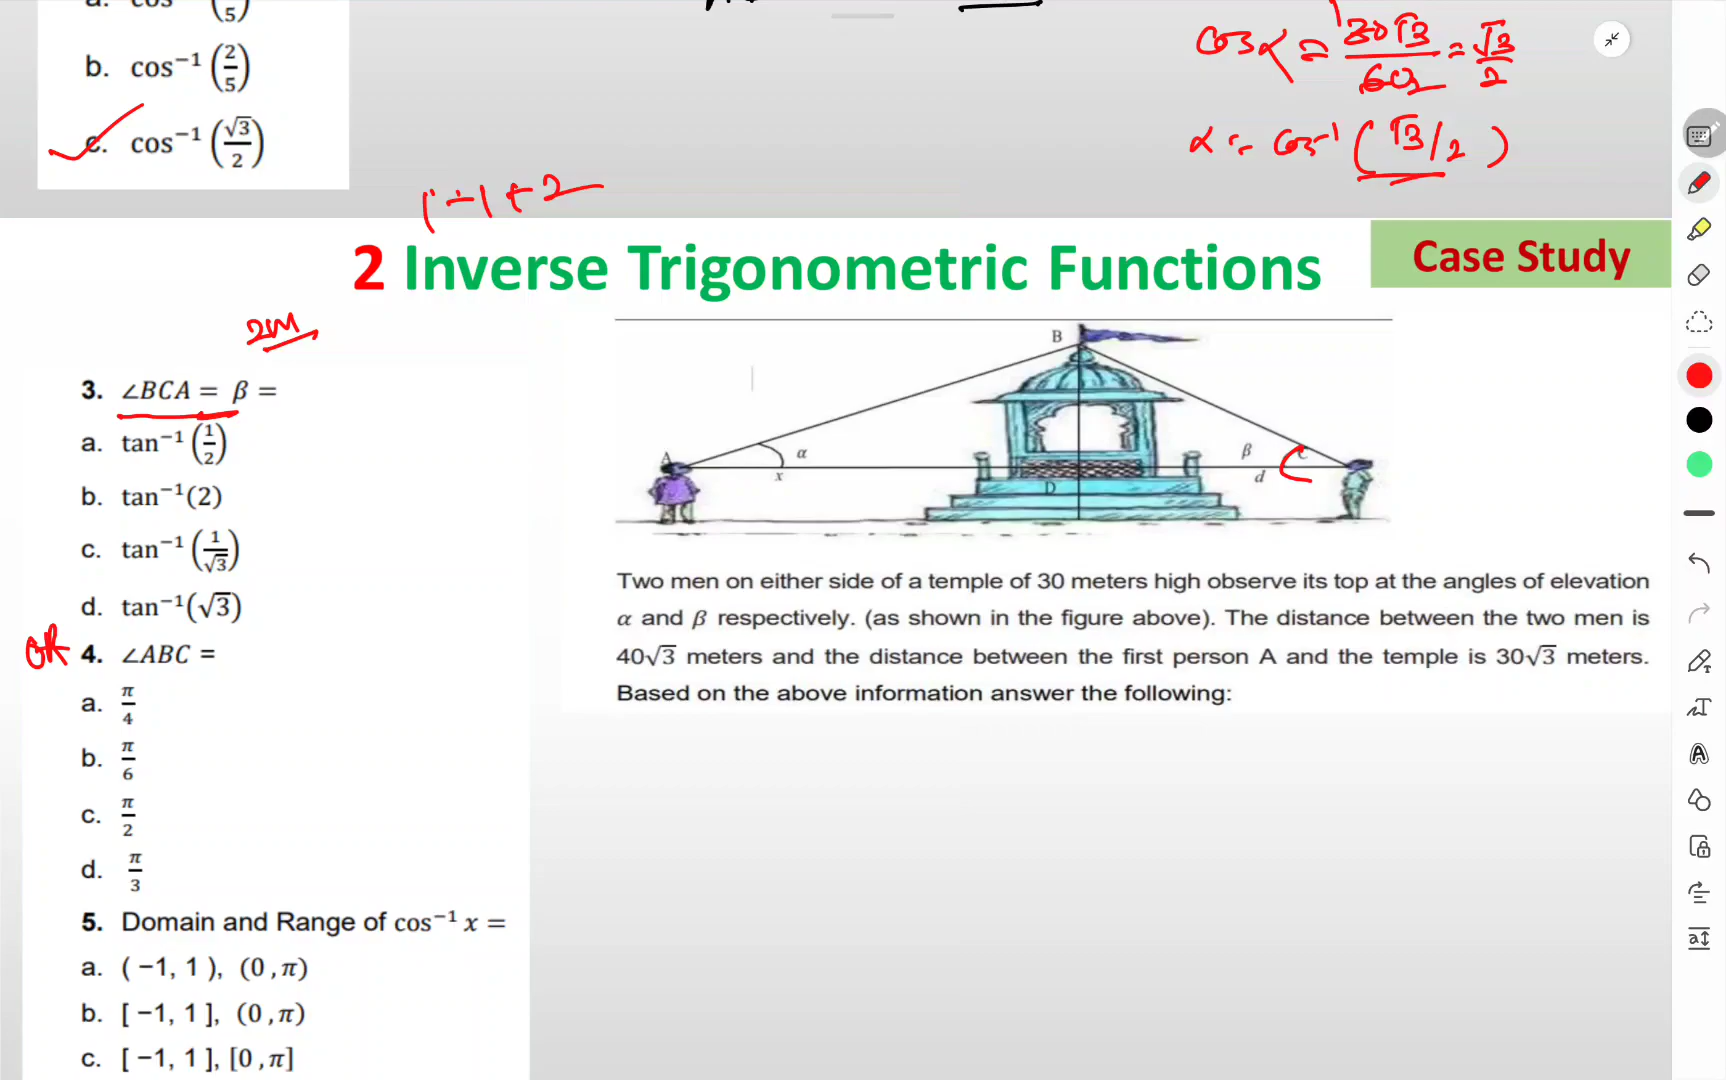 b. cos⁻¹ (2/5)
c. cos⁻¹ (√3/2)
cos α = 30√3/60 = √3/2
α = cos⁻¹ (√3/2)
1+1+2
2 Inverse Trigonometric Functions
Case Study
2M
3. ∠BCA = β =
a. tan⁻¹ (1/2)
b. tan⁻¹(2)
c. tan⁻¹ (1/√3)
d. tan⁻¹(√3)
OR 4. ∠ABC =
a. π/4
b. π/6
c. π/2
d. π/3
5. Domain and Range of cos⁻¹ x =
a. ( −1, 1 ), (0 , π)
b. [ −1, 1 ], (0 , π)
c. [ −1, 1 ], [0 , π]
B
A
α
x
D
β
d
Two men on either side of a temple of 30 meters high observe its top at the angles of elevation
α and β respectively. (as shown in the figure above). The distance between the two men is
40√3 meters and the distance between the first person A and the temple is 30√3 meters.
Based on the above information answer the following: